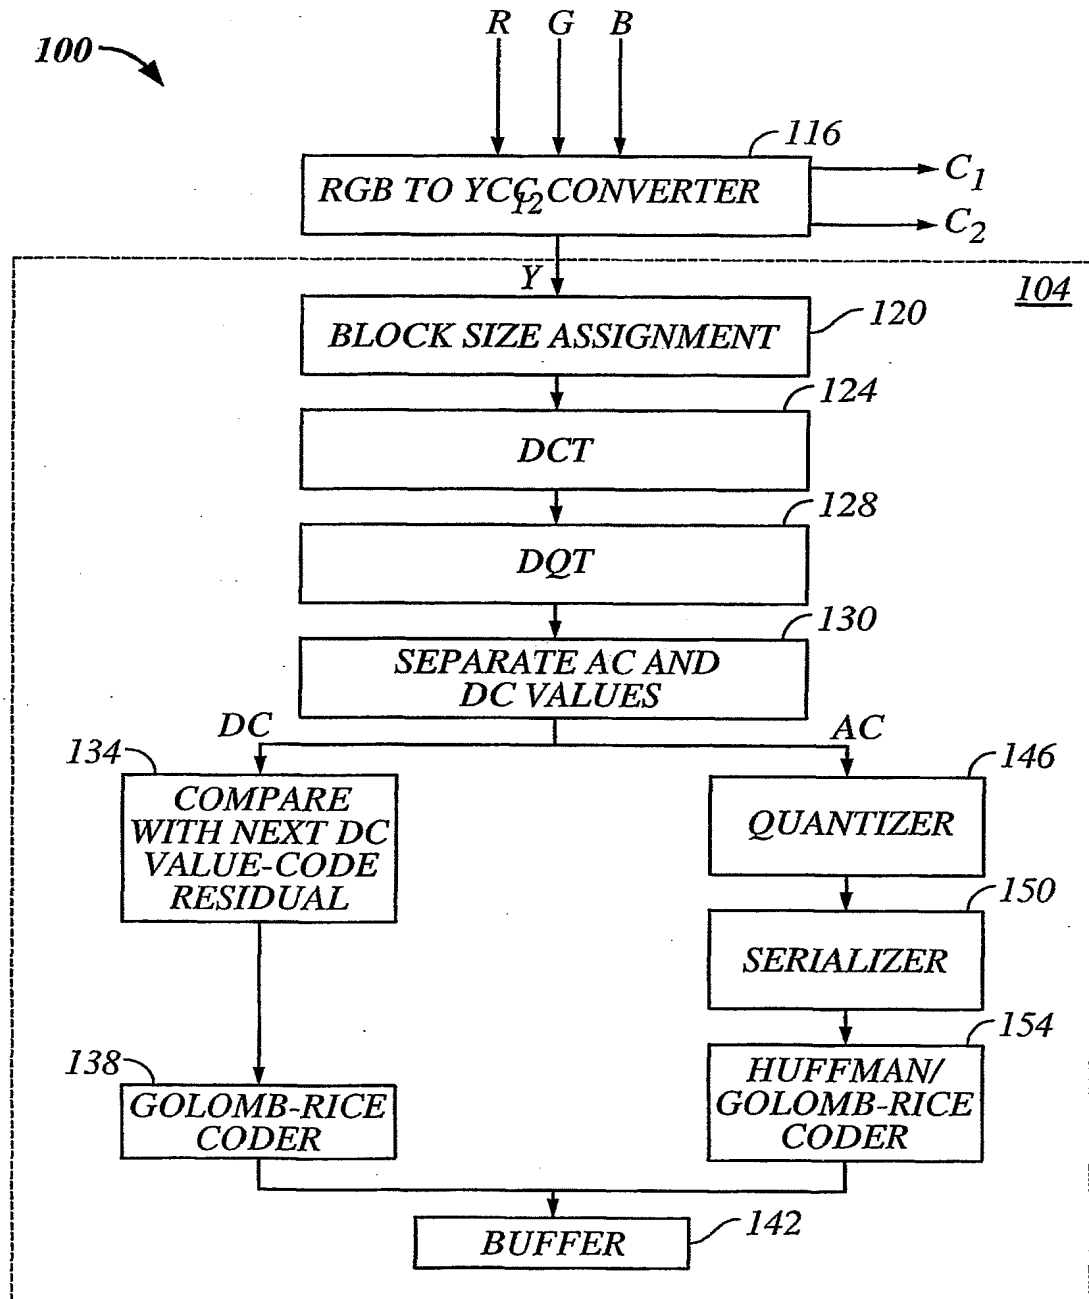 100
R G B
116
RGB TO YCC12 CONVERTER
C1
C2
Y
104
BLOCK SIZE ASSIGNMENT
120
124
DCT
128
DQT
130
SEPARATE AC AND
DC VALUES
DC
AC
134
COMPARE
WITH NEXT DC
VALUE-CODE
RESIDUAL
146
QUANTIZER
150
SERIALIZER
138
GOLOMB-RICE
CODER
154
HUFFMAN/
GOLOMB-RICE
CODER
BUFFER
142